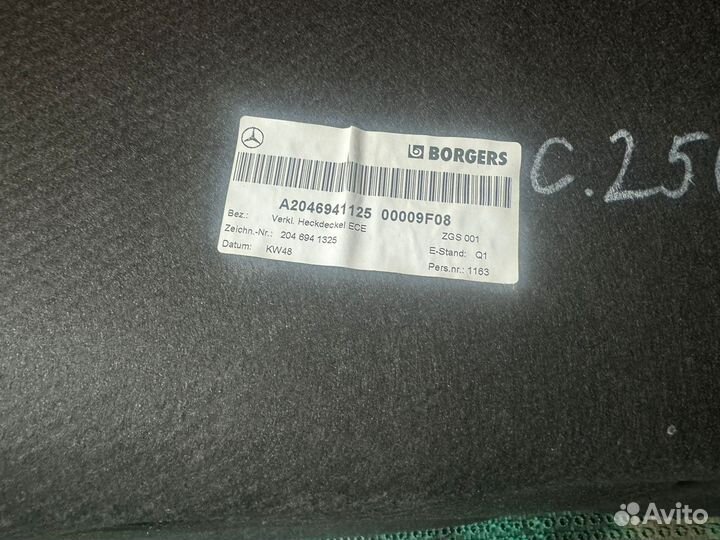 BORGERS
A2046941125 00009F08
Bez.: Verkl. Heckdeckel ECE ZGS 001
Zeichn.-Nr.: 204 694 1325 E-Stand: Q1
Datum: KW48 Pers.nr.: 1163
C.25
Avito